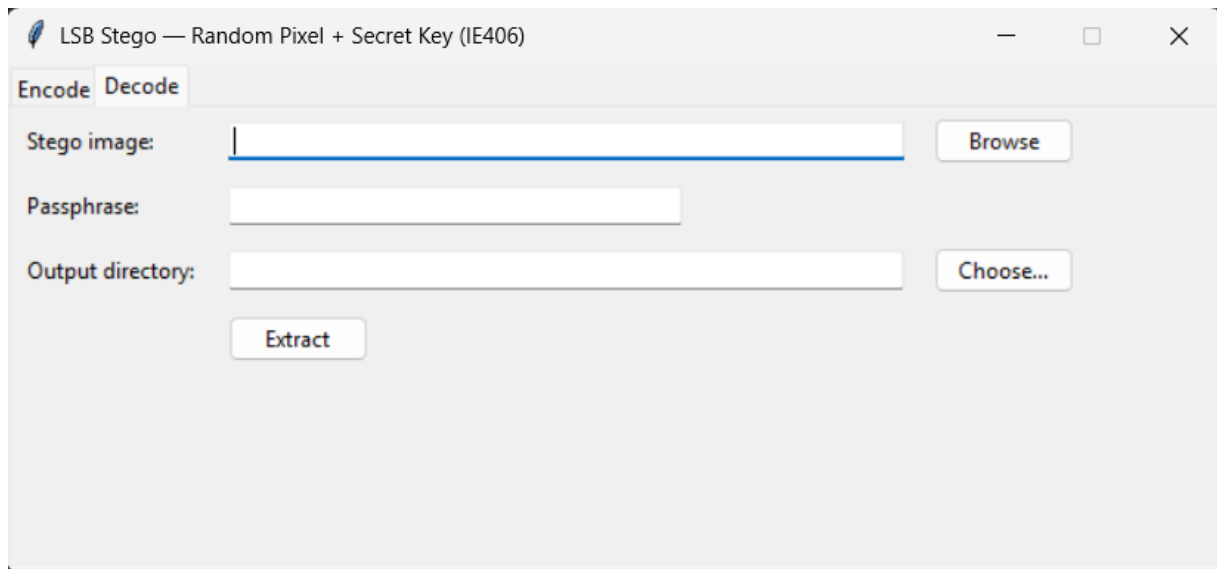 LSB Stego — Random Pixel + Secret Key (IE406)
Encode Decode
Stego image: Browse
Passphrase:
Output directory: Choose...
Extract